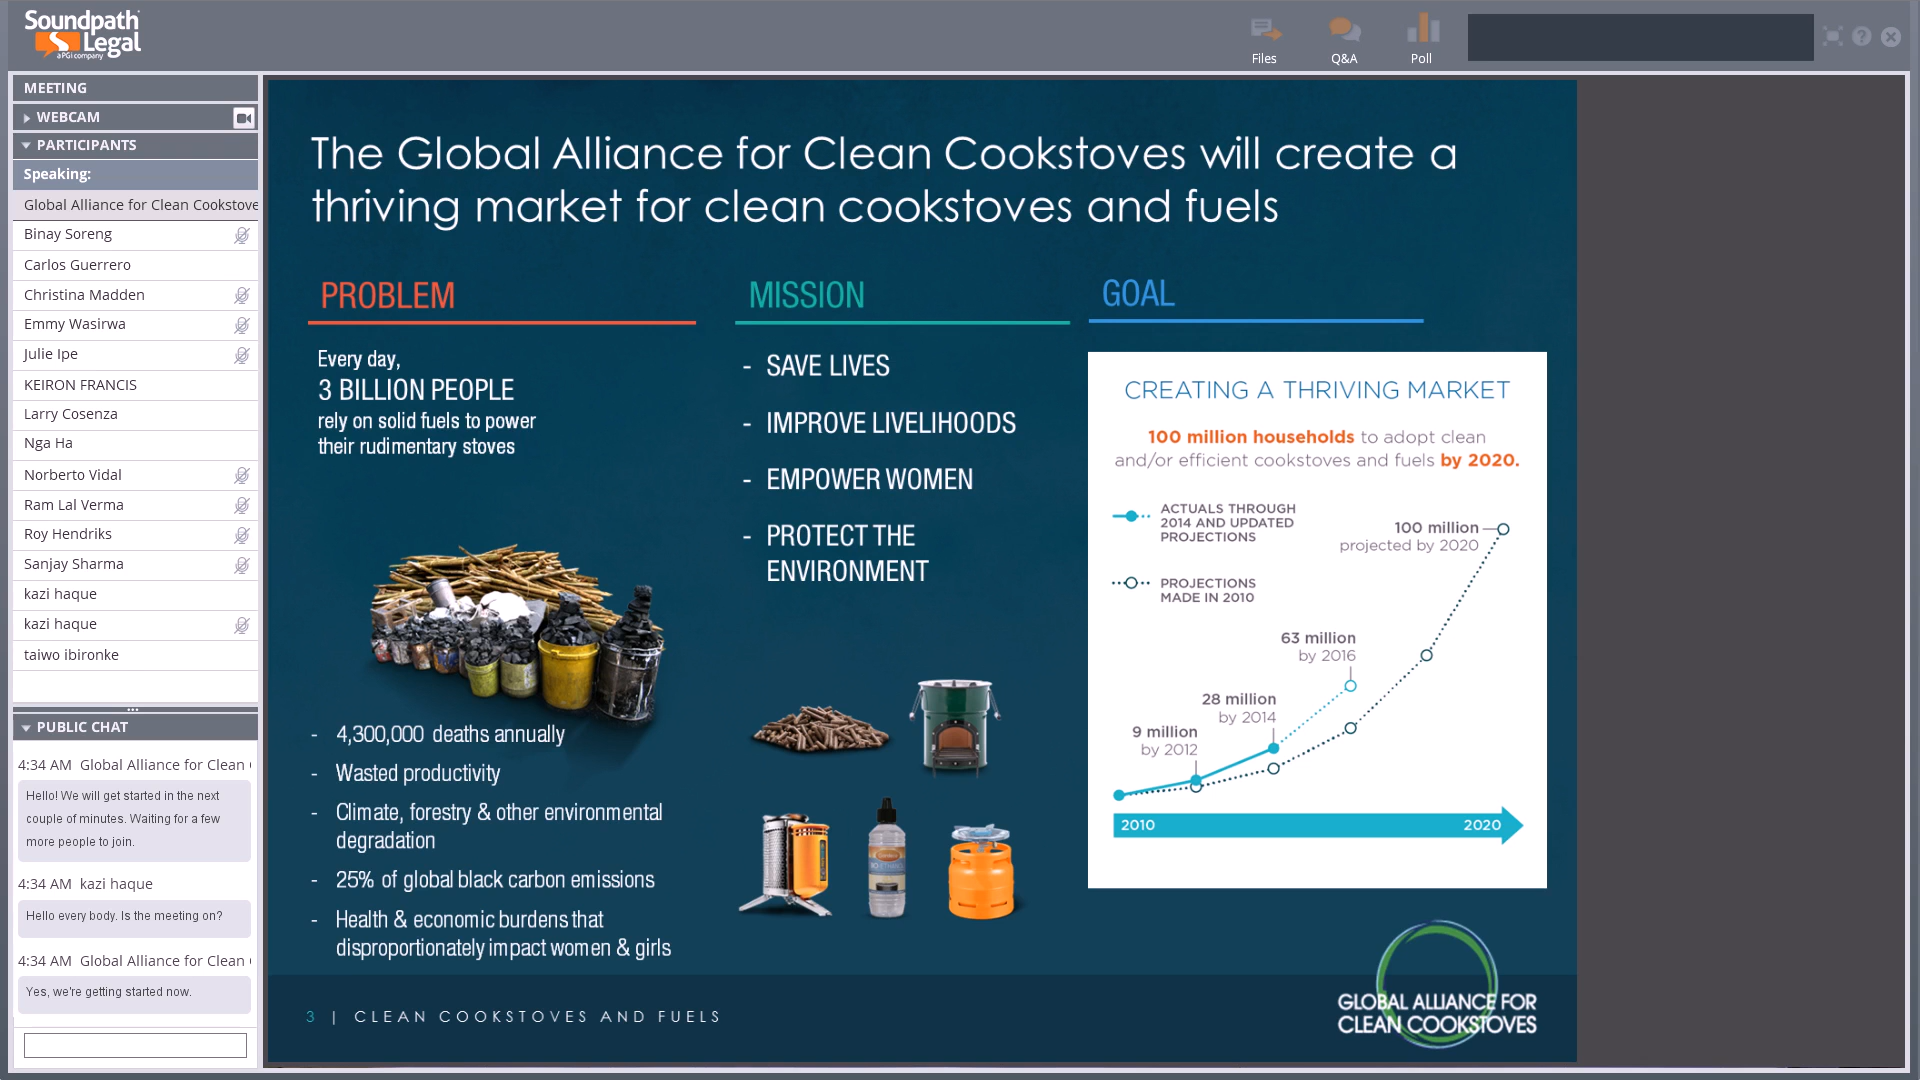 Soundpath
Legal
a PGi company
Files
Q&A
Poll
MEETING
WEBCAM
PARTICIPANTS
Speaking:
Global Alliance for Clean Cookstove
Binay Soreng
Carlos Guerrero
Christina Madden
Emmy Wasirwa
Julie Ipe
KEIRON FRANCIS
Larry Cosenza
Nga Ha
Norberto Vidal
Ram Lal Verma
Roy Hendriks
Sanjay Sharma
kazi haque
kazi haque
taiwo ibironke
PUBLIC CHAT
4:34 AM Global Alliance for Clean
Hello! We will get started in the next
couple of minutes. Waiting for a few
more people to join.
4:34 AM kazi haque
Hello every body. Is the meeting on?
4:34 AM Global Alliance for Clean
Yes, we're getting started now.
The Global Alliance for Clean Cookstoves will create a
thriving market for clean cookstoves and fuels
PROBLEM
Every day,
3 BILLION PEOPLE
rely on solid fuels to power
their rudimentary stoves
- 4,300,000 deaths annually
- Wasted productivity
- Climate, forestry & other environmental
degradation
- 25% of global black carbon emissions
- Health & economic burdens that
disproportionately impact women & girls
MISSION
- SAVE LIVES
- IMPROVE LIVELIHOODS
- EMPOWER WOMEN
- PROTECT THE
ENVIRONMENT
GOAL
CREATING A THRIVING MARKET
100 million households to adopt clean
and/or efficient cookstoves and fuels by 2020.
ACTUALS THROUGH
2014 AND UPDATED
PROJECTIONS
PROJECTIONS
MADE IN 2010
100 million
projected by 2020
63 million
by 2016
28 million
by 2014
9 million
by 2012
2010 2020
3 | CLEAN COOKSTOVES AND FUELS
GLOBAL ALLIANCE FOR
CLEAN COOKSTOVES